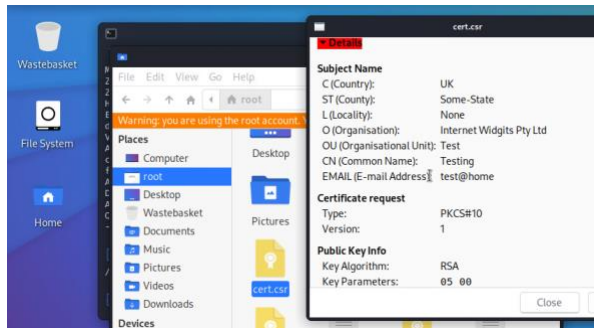 cert.csr
Details
Subject Name
C (Country): UK
ST (County): Some-State
L (Locality): None
O (Organisation): Internet Widgits Pty Ltd
OU (Organisational Unit): Test
CN (Common Name): Testing
EMAIL (E-mail Address): test@home
Certificate request
Type: PKCS#10
Version: 1
Public Key Info
Key Algorithm: RSA
Key Parameters: 05 00
Close
File Edit View Go Help
root
Warning: you are using the root account.
Places
Computer
root
Desktop
Wastebasket
Documents
Music
Pictures
Videos
Downloads
Devices
Desktop
Pictures
cert.csr
Wastebasket
File System
Home